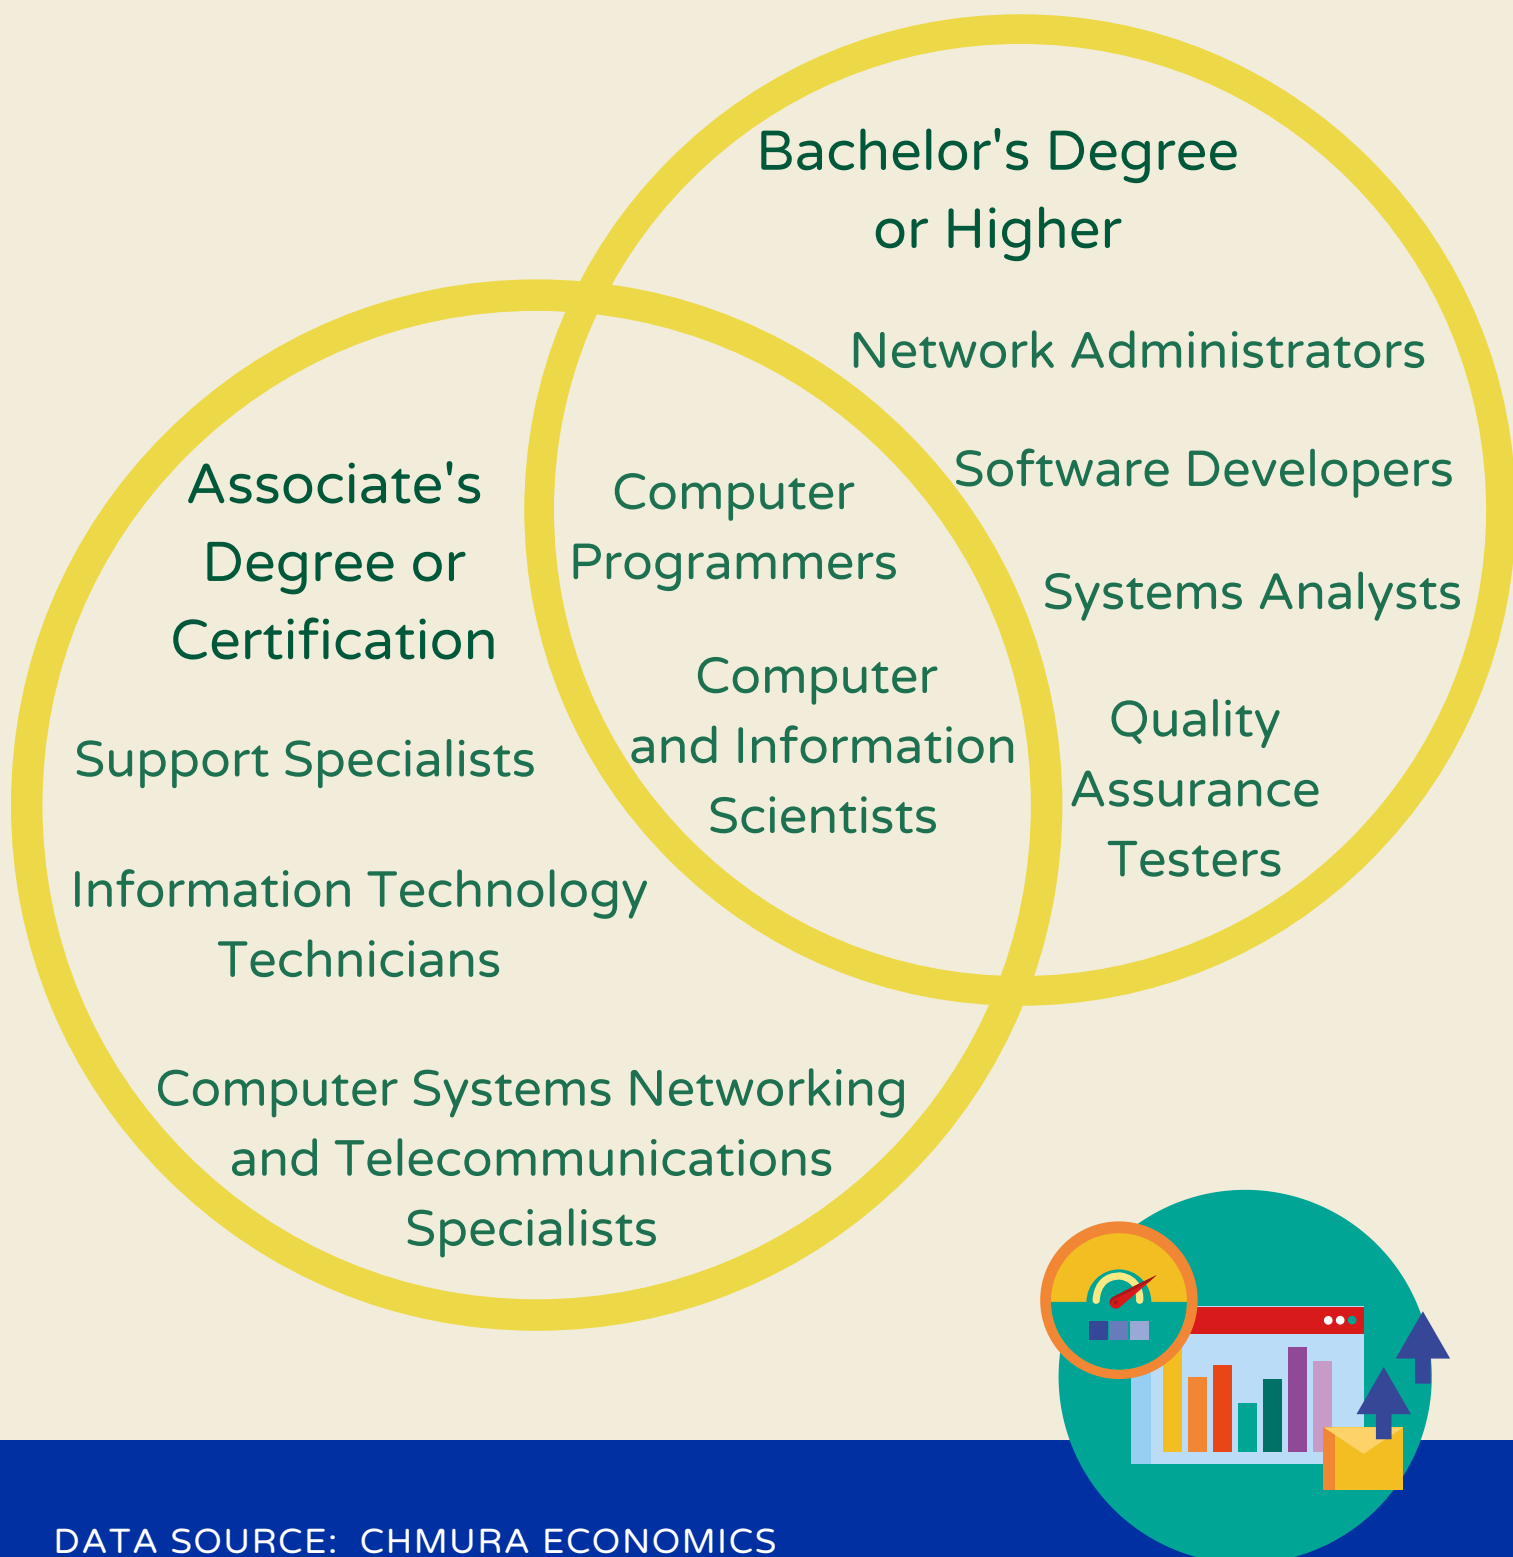 Bachelor's Degree
or Higher
Network Administrators
Software Developers
Systems Analysts
Quality
Assurance
Testers
Computer
Programmers
Computer
and Information
Scientists
Associate's
Degree or
Certification
Support Specialists
Information Technology
Technicians
Computer Systems Networking
and Telecommunications
Specialists
DATA SOURCE: CHMURA ECONOMICS